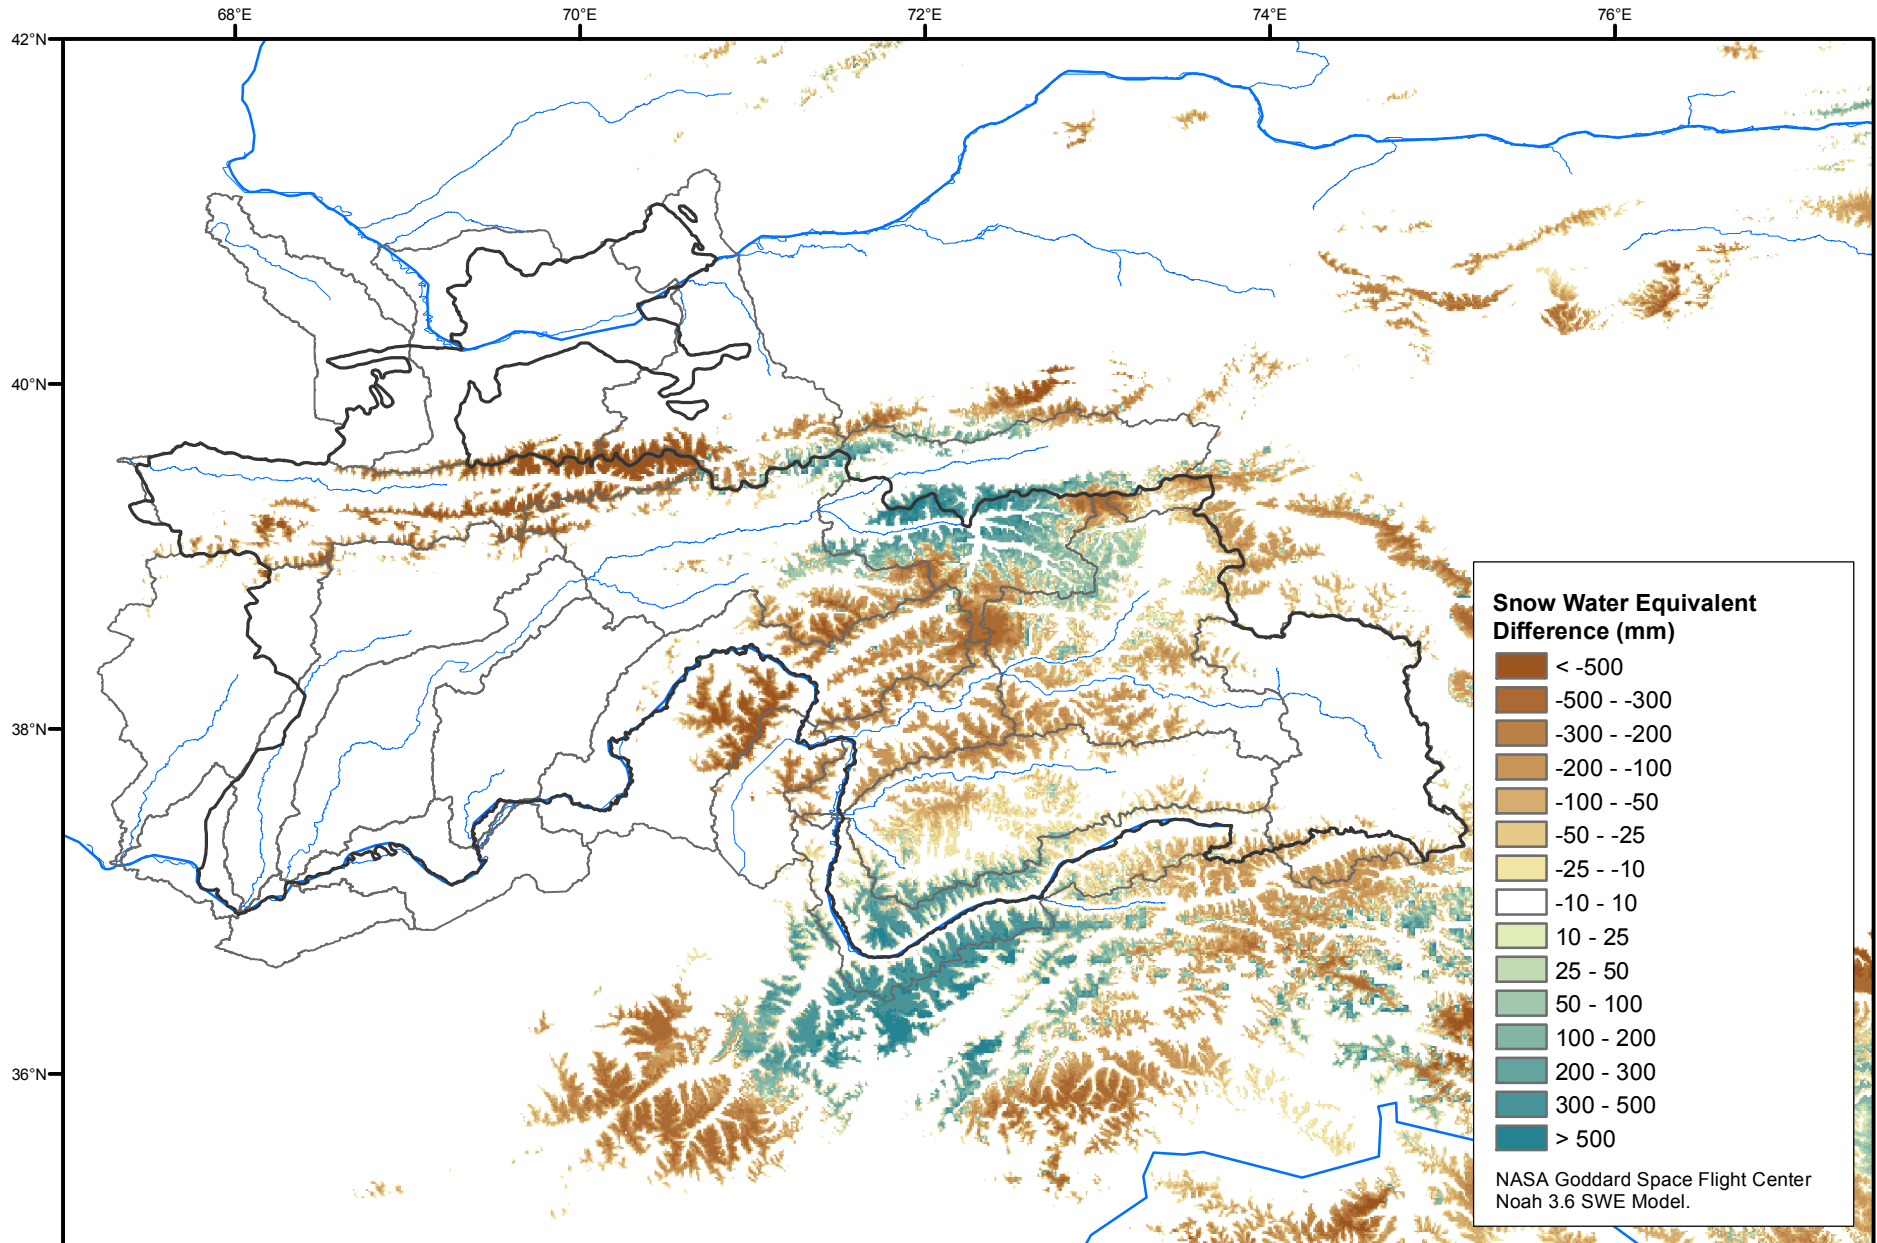 68°E
70°E
72°E
74°E
76°E
42°N
40°N
38°N
36°N
Snow Water Equivalent
Difference (mm)
< -500
-500 - -300
-300 - -200
-200 - -100
-100 - -50
-50 - -25
-25 - -10
-10 - 10
10 - 25
25 - 50
50 - 100
100 - 200
200 - 300
300 - 500
> 500
NASA Goddard Space Flight Center
Noah 3.6 SWE Model.